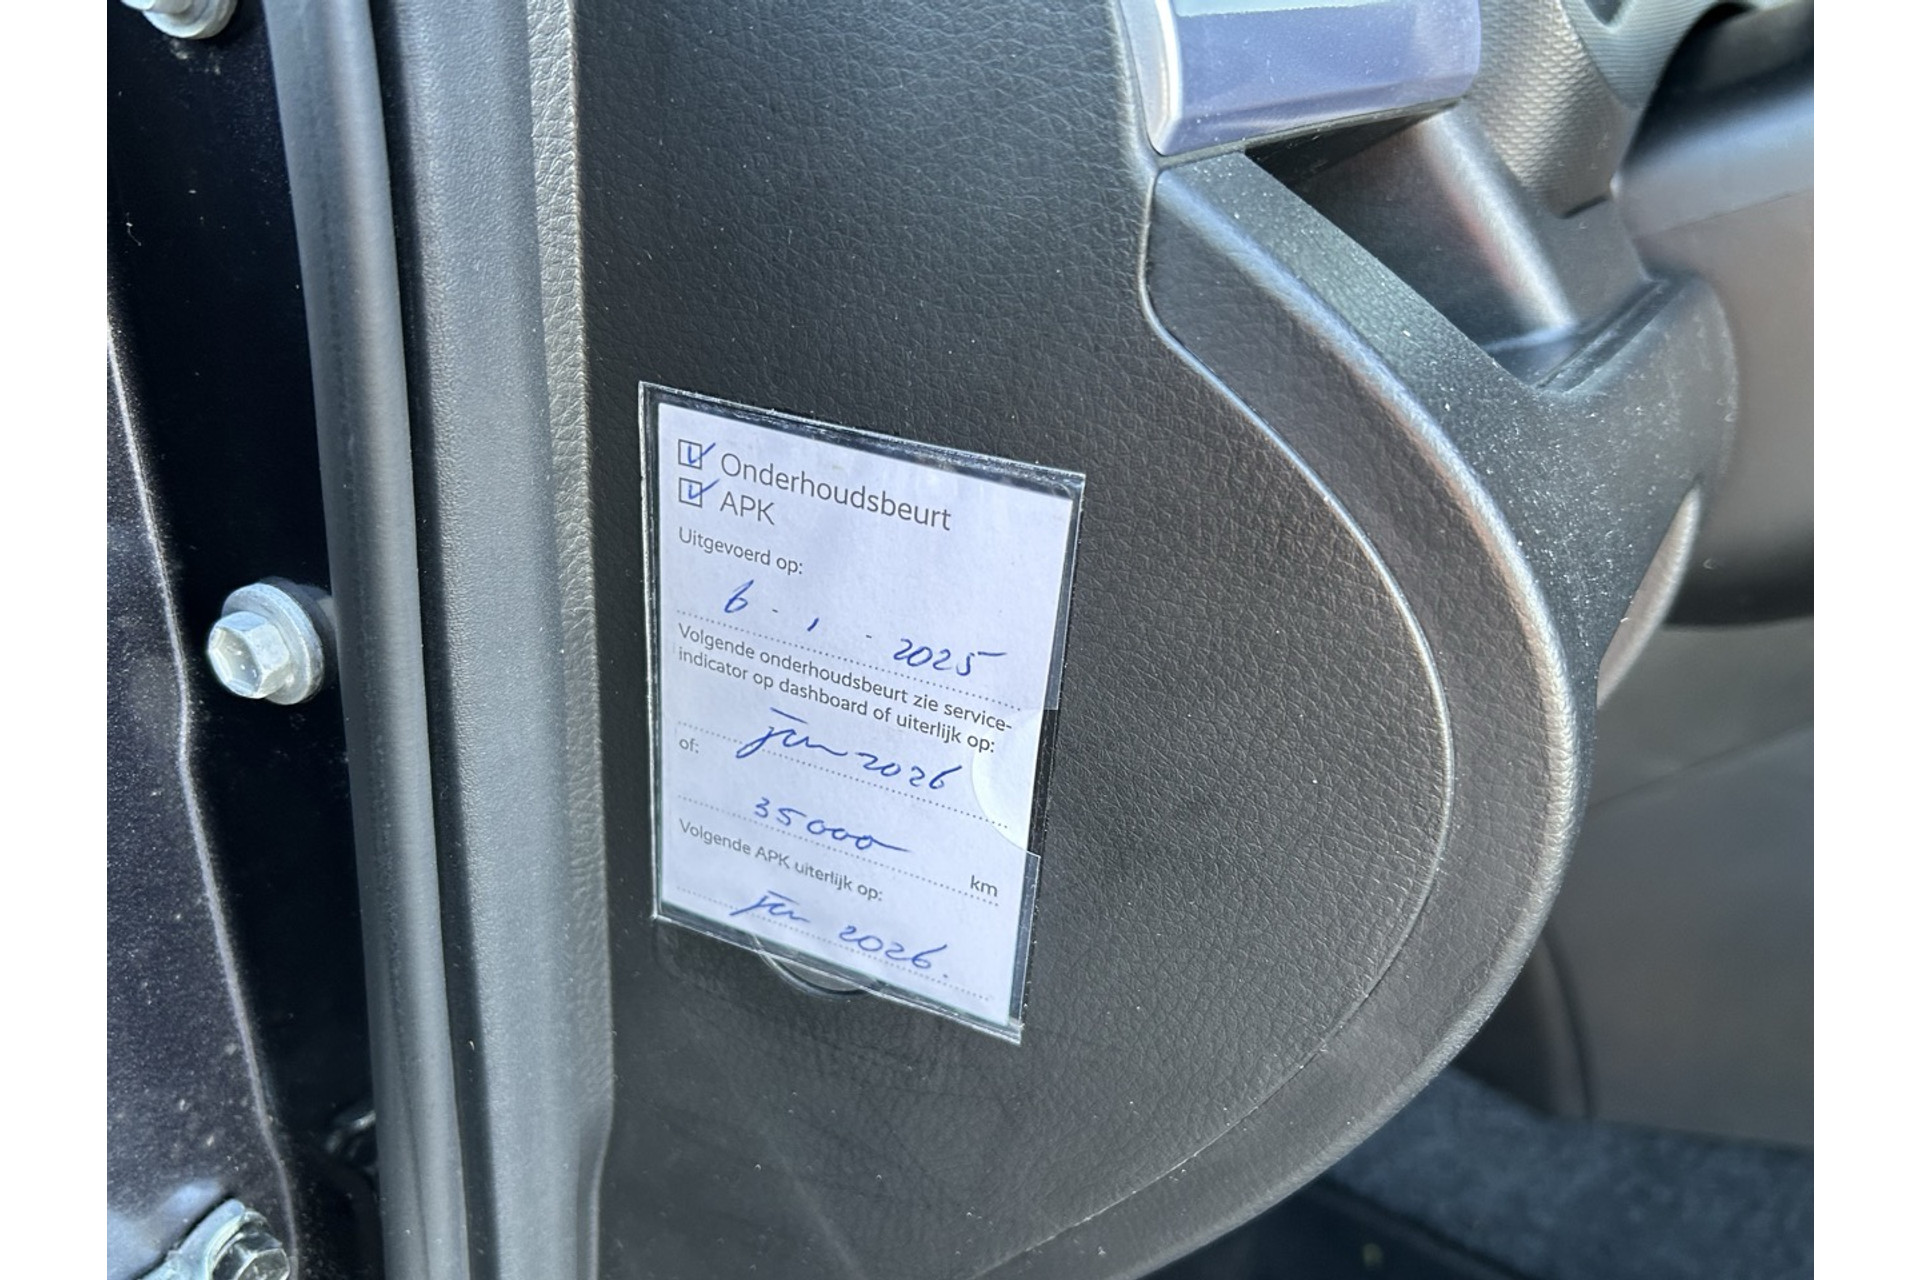 Onderhoudsbeurt
APK
Uitgevoerd op:
6 - 1 - 2025
Volgende onderhoudsbeurt zie service-
indicator op dashboard of uiterlijk op:
jan 2026
of:
35000 km
Volgende APK uiterlijk op:
jan 2026.